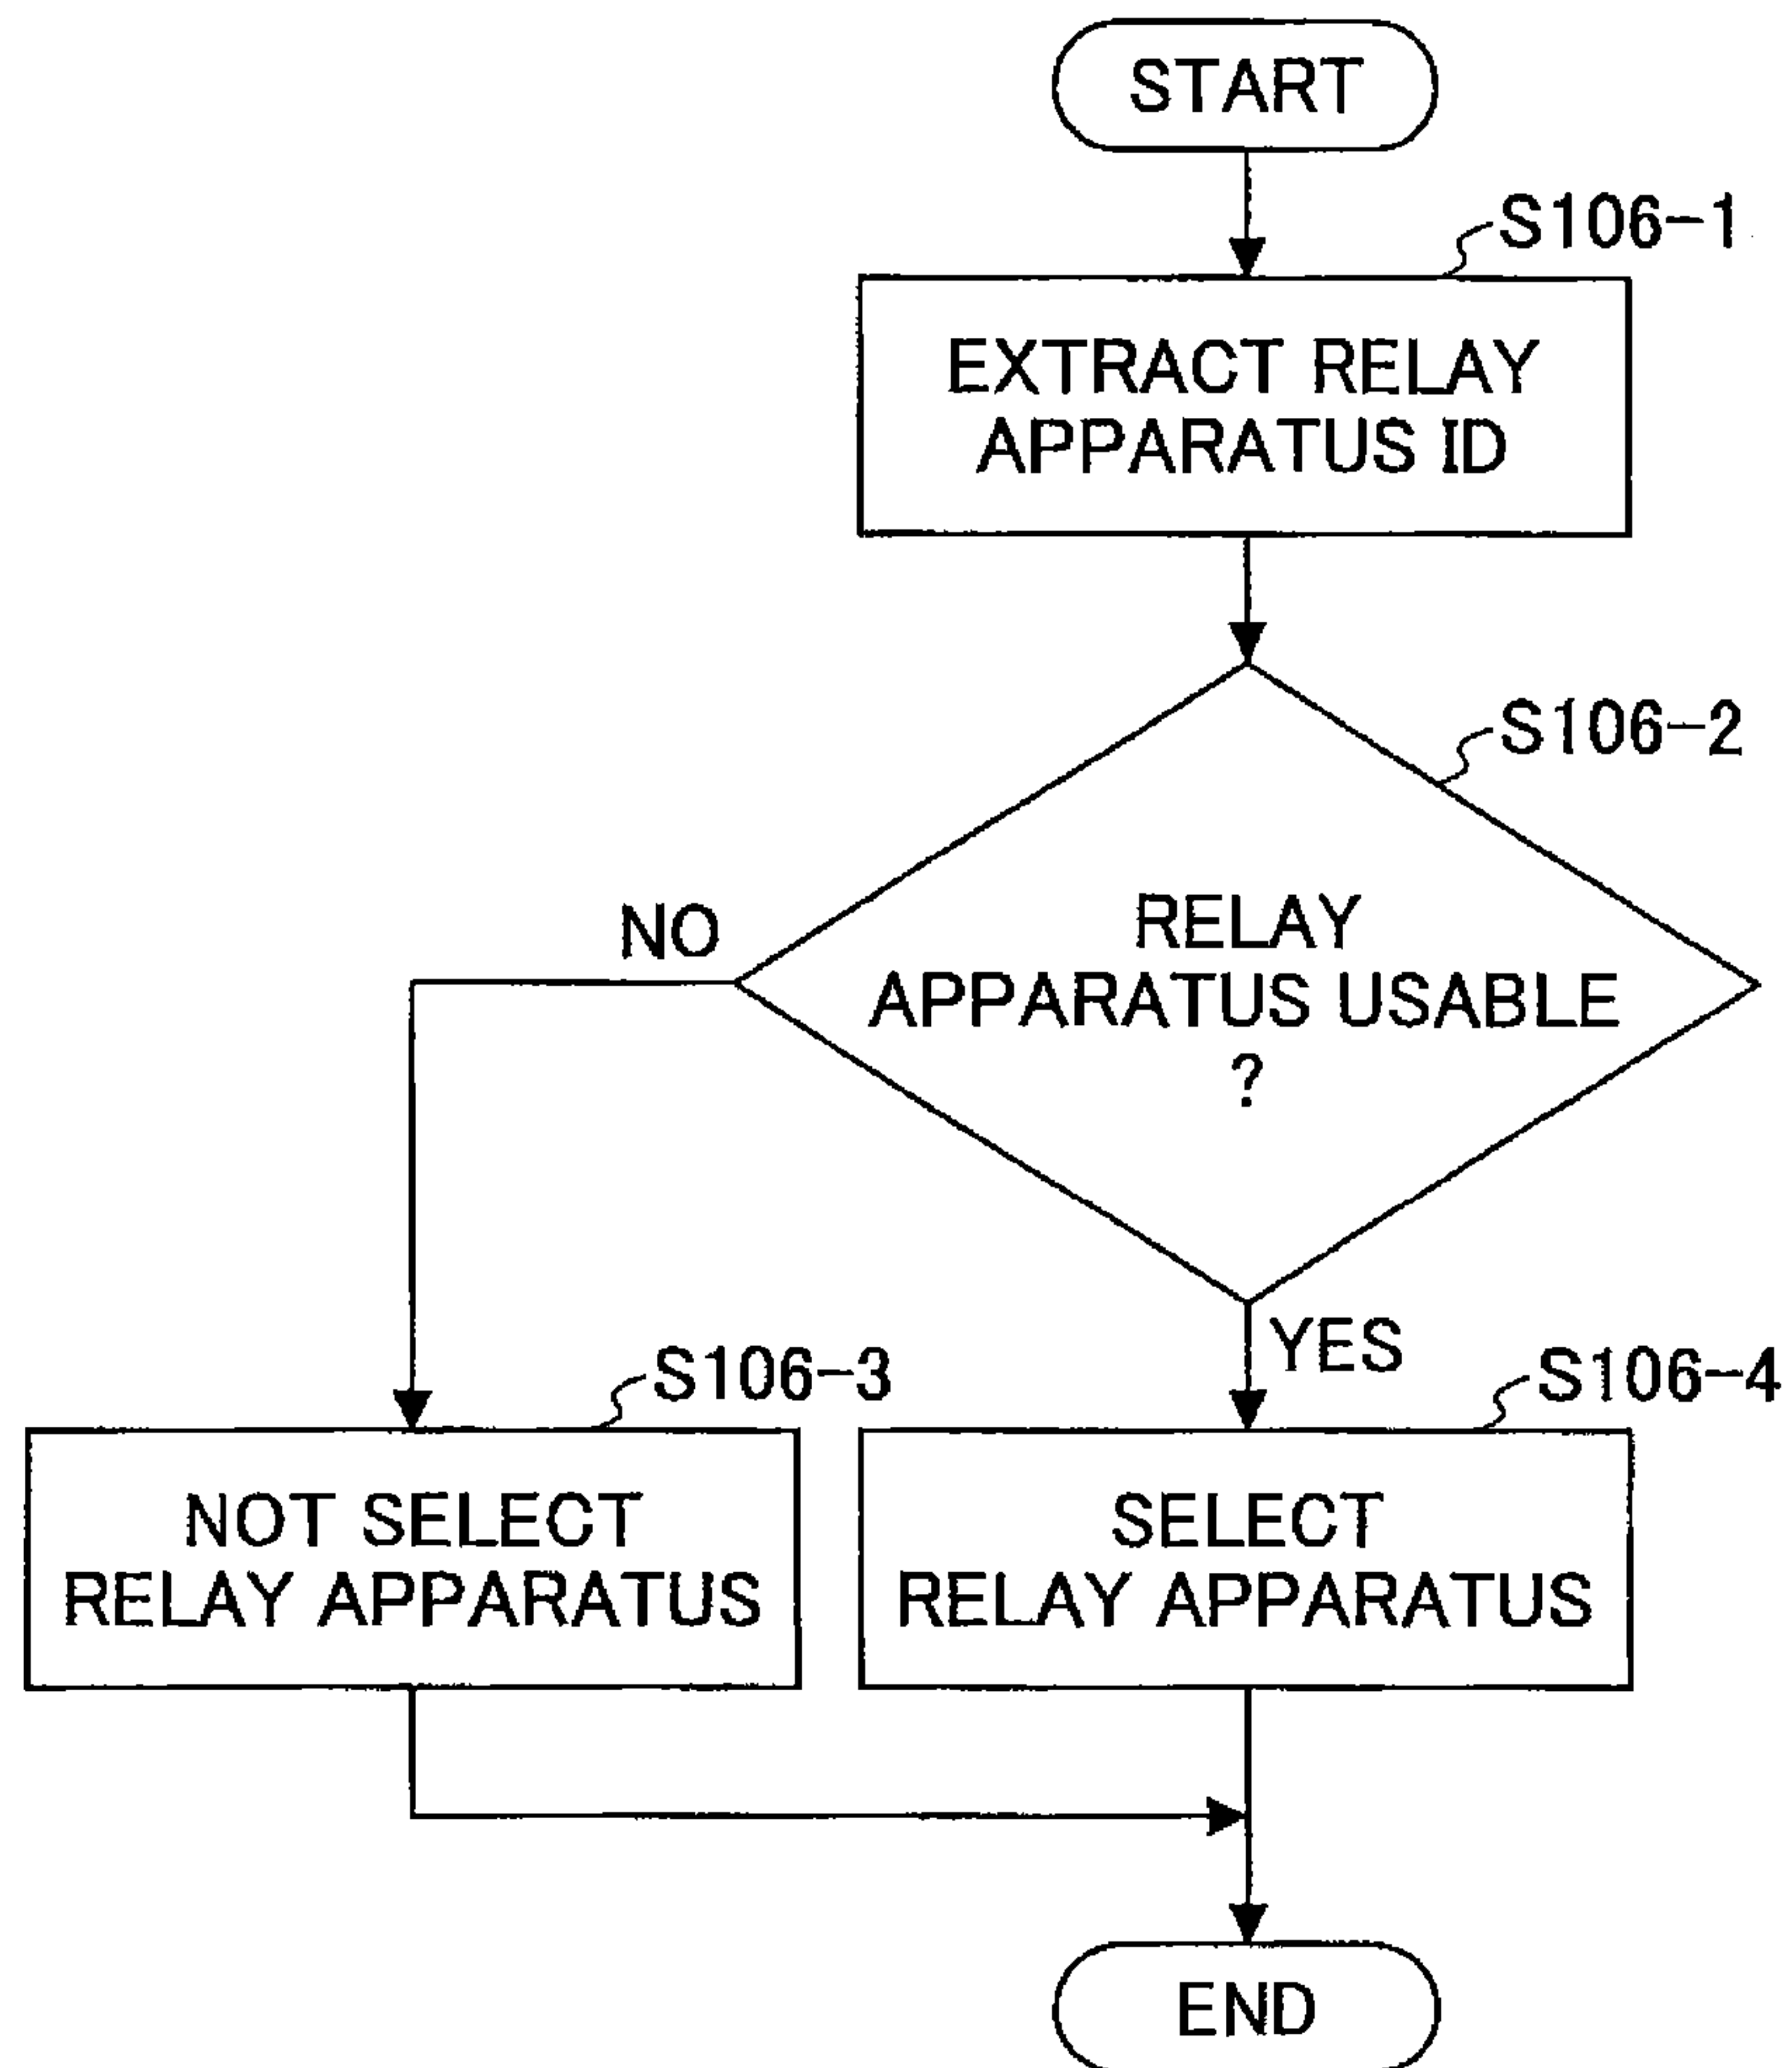 START
S106-1
EXTRACT RELAY
APPARATUS ID
S106-2
RELAY
APPARATUS USABLE
?
NO
YES
S106-3
NOT SELECT
RELAY APPARATUS
S106-4
SELECT
RELAY APPARATUS
END